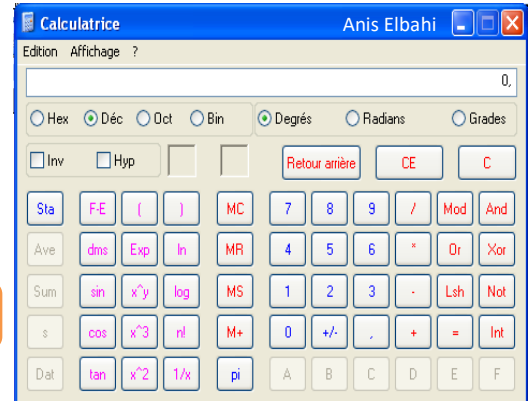 Calculatrice Anis Elbahi
Edition Affichage ?
0,
Hex Déc Oct Bin Degrés Radians Grades
Inv Hyp Retour arrière CE C
Sta F-E ( ) MC 7 8 9 / Mod And
Ave dms Exp ln MR 4 5 6 * Or Xor
Sum sin x^y log MS 1 2 3 - Lsh Not
s cos x^3 n! M+ 0 +/- , + = Int
Dat tan x^2 1/x pi A B C D E F